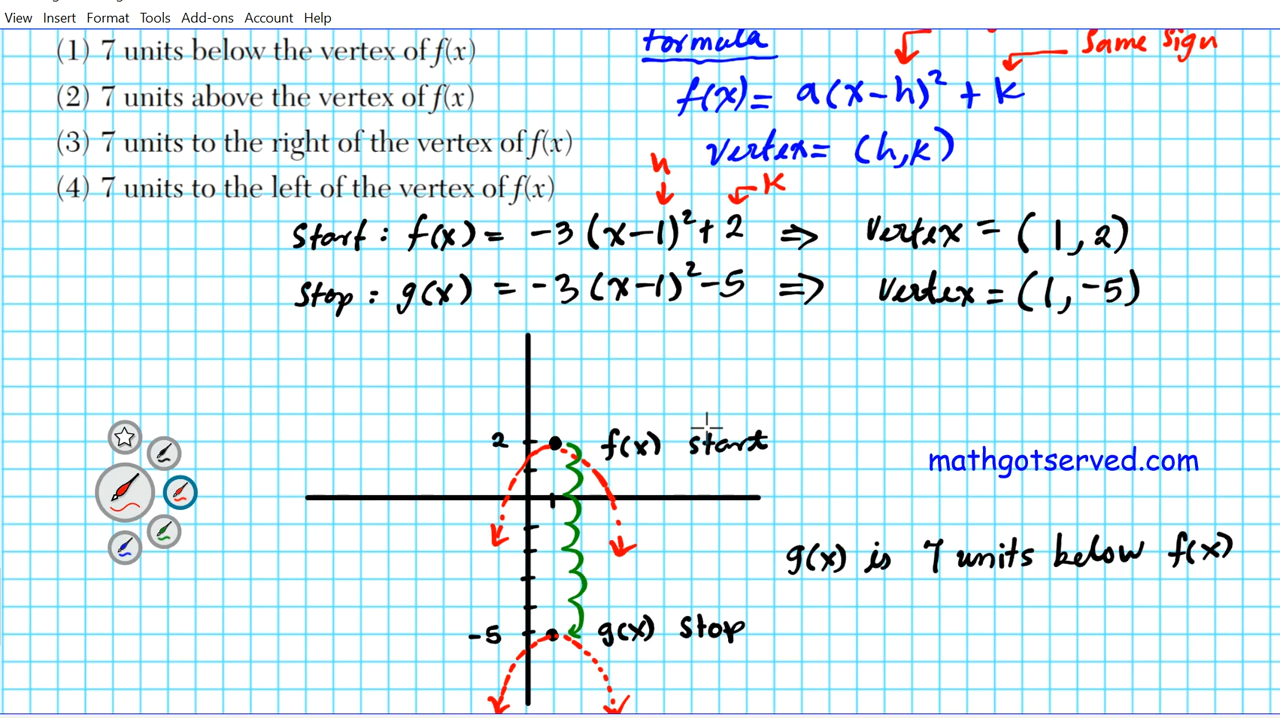 View Insert Format Tools Add-ons Account Help
(1) 7 units below the vertex of f(x)
(2) 7 units above the vertex of f(x)
(3) 7 units to the right of the vertex of f(x)
(4) 7 units to the left of the vertex of f(x)
formula
same sign
f(x) = a(x-h)² + k
vertex = (h,k)
h
k
start : f(x) = -3(x-1)²+2 ⇒ vertex = (1,2)
stop : g(x) = -3(x-1)²-5 ⇒ vertex = (1,-5)
2
f(x) start
mathgotserved.com
g(x) is 7 units below f(x)
-5
g(x) stop